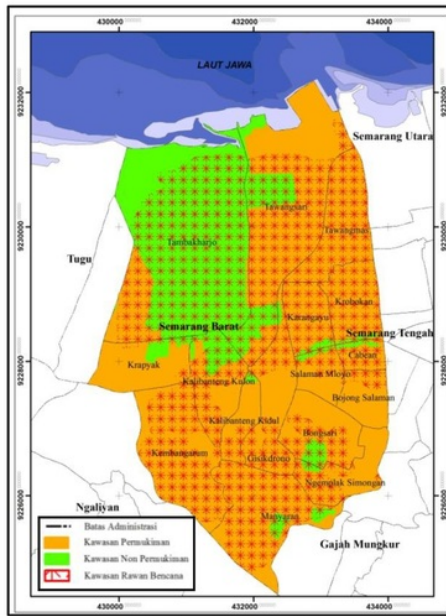 430000 432000 434000
LAUT JAWA
9232000 9232000
Semarang Utara
Tawangsari
9230000 9230000
Tambakharjo
Tawangmas
Tugu
Krobokan
Karangayu
Semarang Barat
Semarang Tengah
Cabean
9228000 9228000
Krapyak
Salaman Mloyo
Kalibanteng Kulon
Bojong Salaman
Kalibanteng Kidul
Bongsari
Kembangarum
Gisikdrono
Ngemplak Simongan
9226000 9226000
Ngaliyan
Manyaran
Gajah Mungkur
Batas Administrasi
Kawasan Permukiman
Kawasan Non Permukiman
Kawasan Rawan Bencana
430000 432000 434000